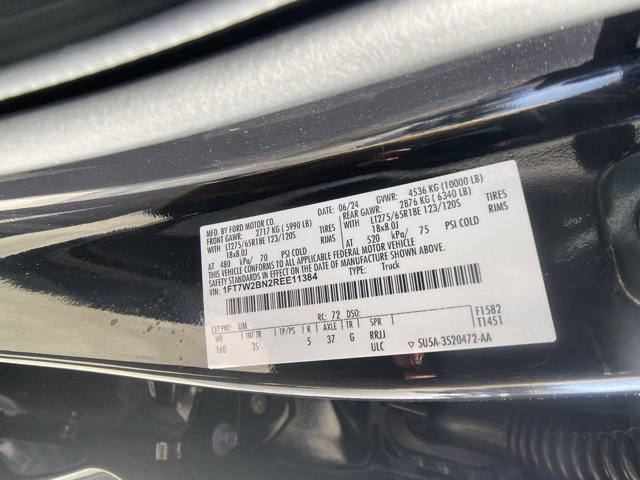 MFD. BY FORD MOTOR CO.
DATE: 06/24 GVWR: 4536 KG (10000 LB)
FRONT GAWR: 2717 KG ( 5990 LB) REAR GAWR: 2876 KG ( 6340 LB)
WITH LT275/65R18E 123/120S TIRES WITH LT275/65R18E 123/120S TIRES
18x8.0J RIMS 18x8.0J RIMS
AT 480 kPa/ 70 PSI COLD AT 520 kPa/ 75 PSI COLD
THIS VEHICLE CONFORMS TO ALL APPLICABLE FEDERAL MOTOR VEHICLE
SAFETY STANDARDS IN EFFECT ON THE DATE OF MANUFACTURE SHOWN ABOVE.
VIN: 1FT7W2BN2REE11384 TYPE: Truck
F1582
T1451
EXT PNT: UM RC: 72 DSO:
WB INT TR TP/PS R AXLE TR SPR
160 3S 5 37 G RRJJ
ULC 5U5A-3520472-AA